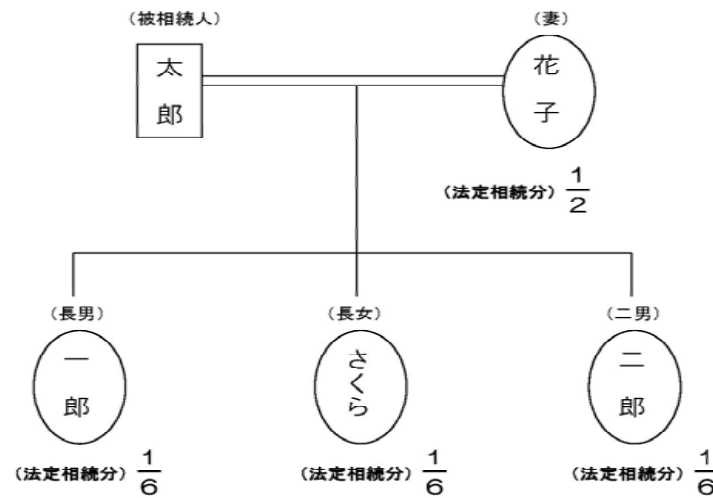 (被相続人)
(妻)
太郎
花子
(法定相続分) 1/2
(長男)
(長女)
(二男)
一郎
さくら
二郎
(法定相続分) 1/6
(法定相続分) 1/6
(法定相続分) 1/6